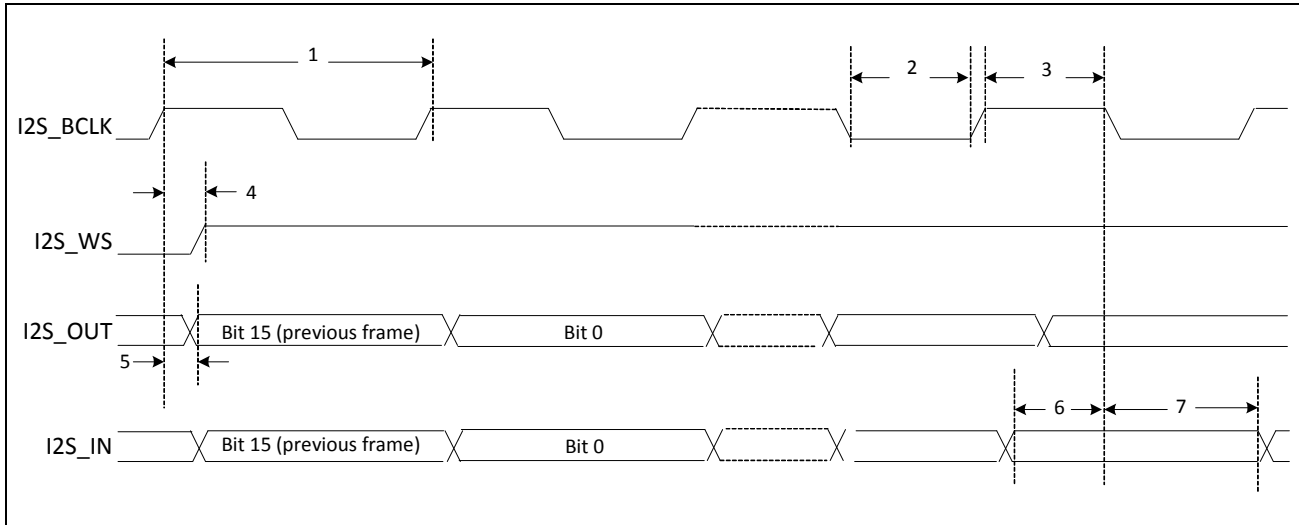 1
2
3
I2S_BCLK
4
I2S_WS
I2S_OUT
Bit 15 (previous frame)
Bit 0
5
6
7
I2S_IN
Bit 15 (previous frame)
Bit 0